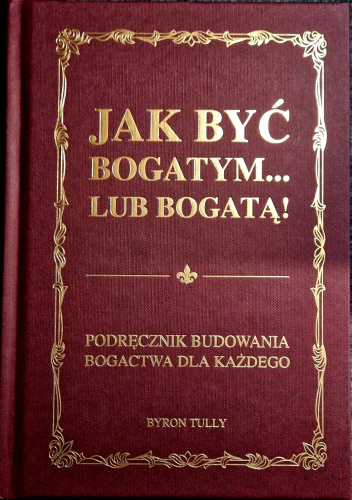 JAK BYĆ
BOGATYM...
LUB BOGATĄ!
PODRĘCZNIK BUDOWANIA
BOGACTWA DLA KAŻDEGO
BYRON TULLY